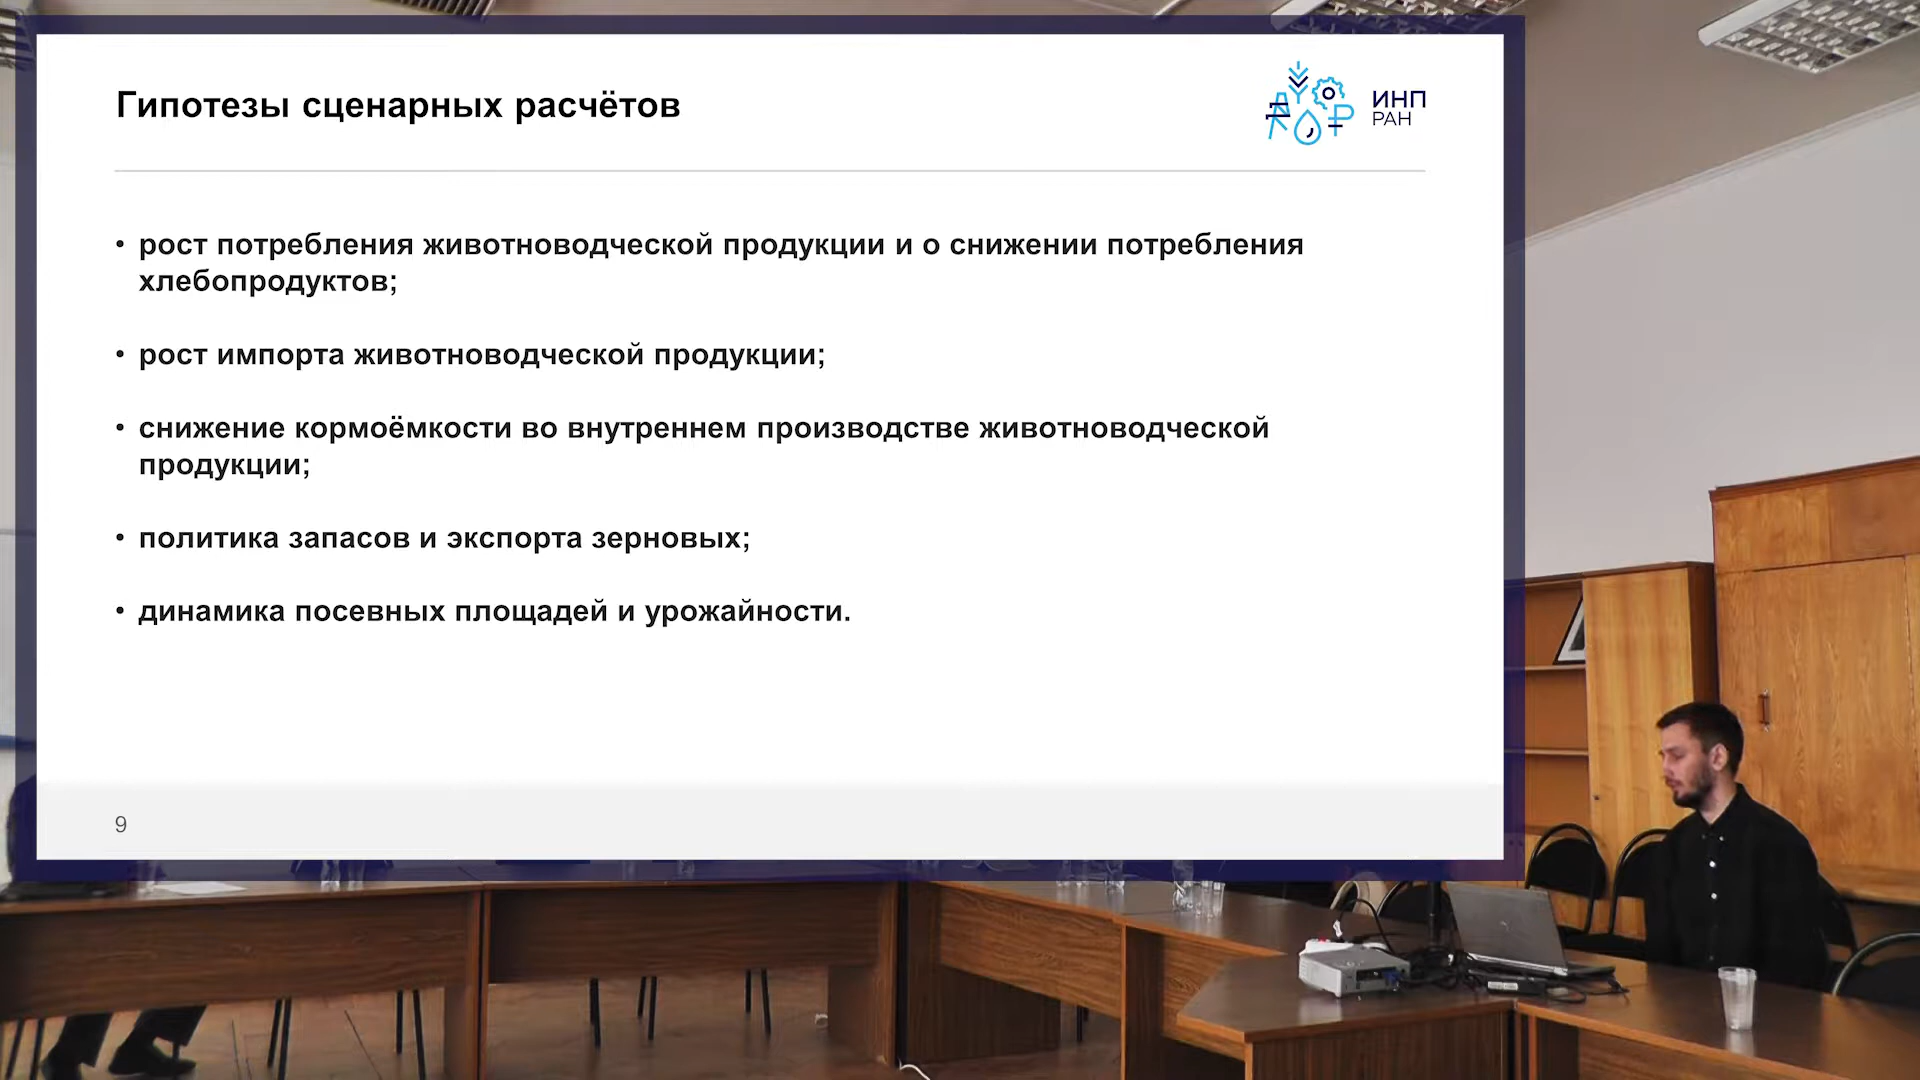 Гипотезы сценарных расчётов
ИНП
РАН
• рост потребления животноводческой продукции и о снижении потребления
хлебопродуктов;
• рост импорта животноводческой продукции;
• снижение кормоёмкости во внутреннем производстве животноводческой
продукции;
• политика запасов и экспорта зерновых;
• динамика посевных площадей и урожайности.
9